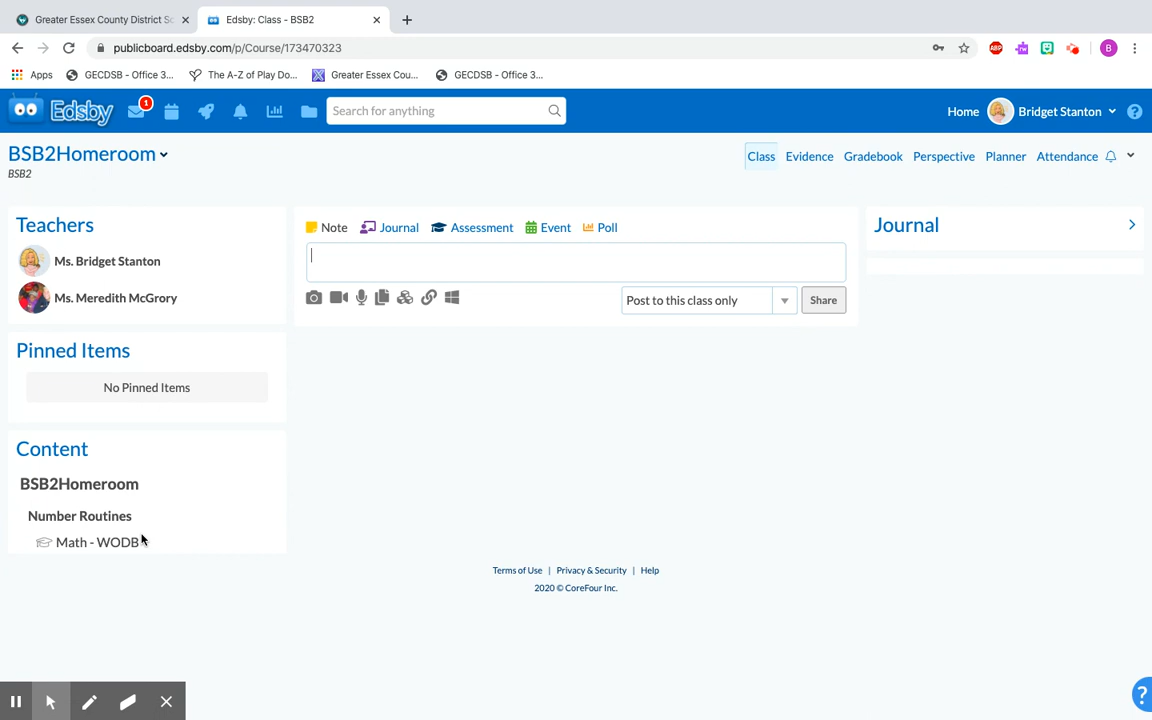 Greater Essex County District Sc
Edsby: Class - BSB2
publicboard.edsby.com/p/Course/173470323
ABP
B
Apps
GECDSB - Office 3...
The A-Z of Play Do...
Greater Essex Cou...
GECDSB - Office 3...
Edsby
1
Search for anything
Home
Bridget Stanton
?
BSB2Homeroom
BSB2
Class
Evidence
Gradebook
Perspective
Planner
Attendance
Teachers
Ms. Bridget Stanton
Ms. Meredith McGrory
Note
Journal
Assessment
Event
Poll
Post to this class only
Share
Journal
Pinned Items
No Pinned Items
Content
BSB2Homeroom
Number Routines
Math - WODB
Terms of Use | Privacy & Security | Help
2020 © CoreFour Inc.
?